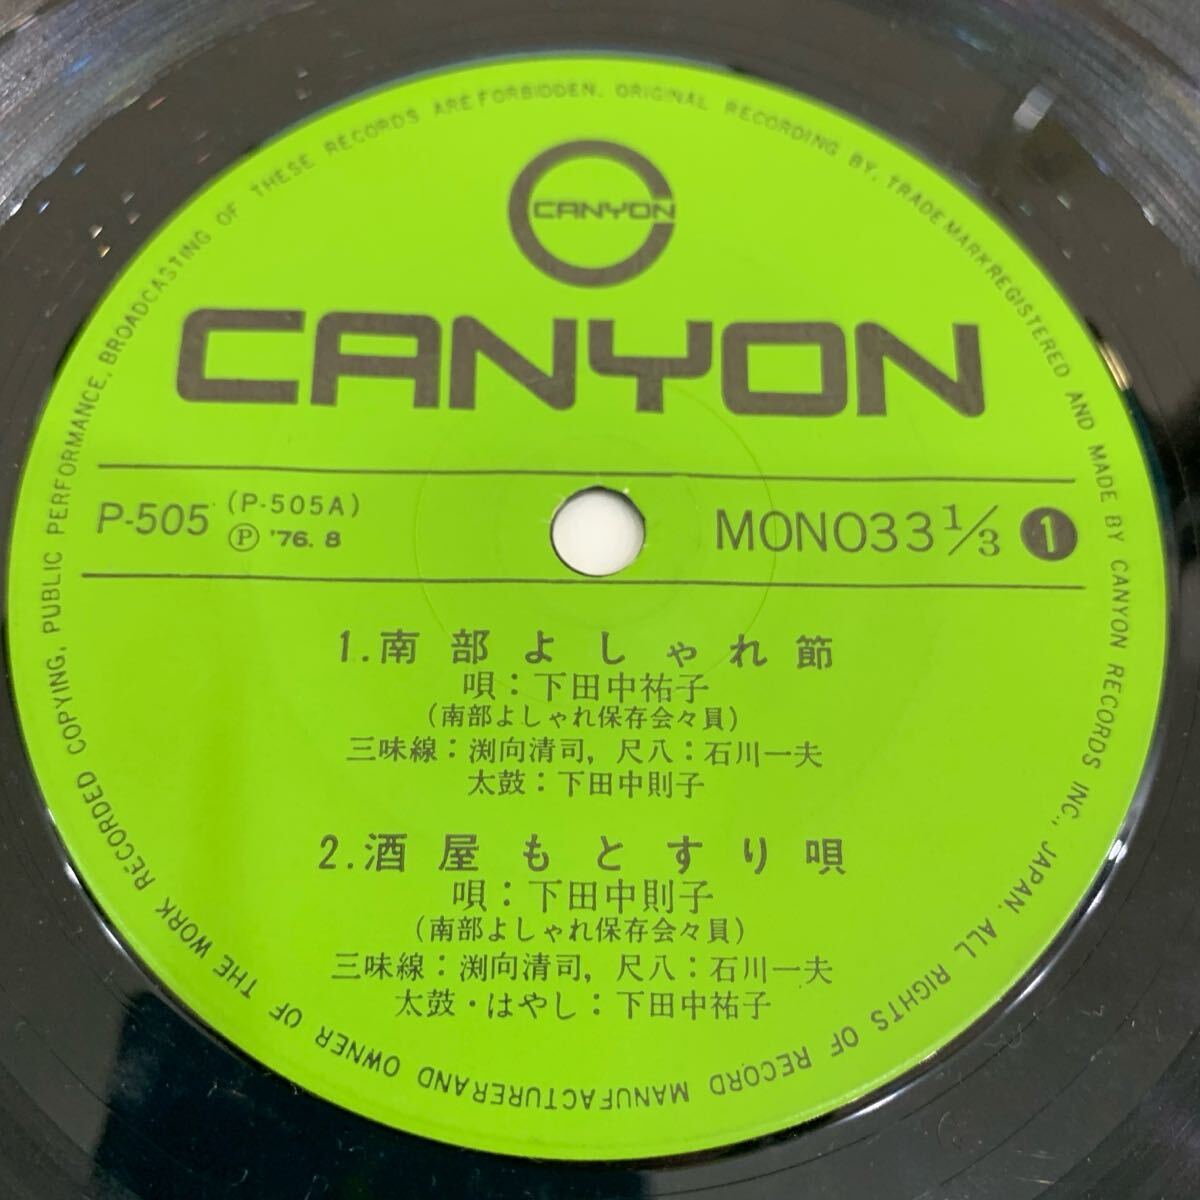 CANYON
CANYON
P-505 (P-505A)
Ⓟ '76. 8
MONO33 1/3 1
1.南部よしゃれ節
唄：下田中祐子
(南部よしゃれ保存会々員)
三味線：渕向清司，尺八：石川一夫
太鼓：下田中則子
2.酒屋もとすり唄
唄：下田中則子
(南部よしゃれ保存会々員)
三味線：渕向清司，尺八：石川一夫
太鼓・はやし：下田中祐子
ORIGINAL RECORDING BY, TRADE MARK REGISTERED AND MADE BY CANYON RECORDS INC., JAPAN. ALL RIGHTS OF RECORD MANUFACTURER AND OWNER OF THE WORK RECORDED COPYING, PUBLIC PERFORMANCE, BROADCASTING OF THESE RECORDS ARE FORBIDDEN.